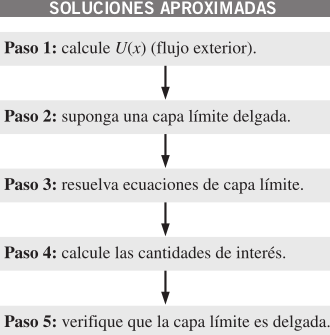 SOLUCIONES APROXIMADAS
Paso 1: calcule U(x) (flujo exterior).
Paso 2: suponga una capa límite delgada.
Paso 3: resuelva ecuaciones de capa límite.
Paso 4: calcule las cantidades de interés.
Paso 5: verifique que la capa límite es delgada.